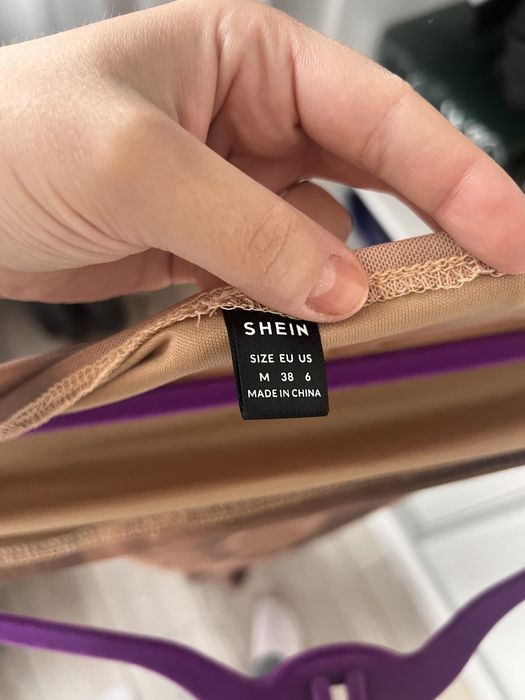 SHEIN
SIZE EU US
M 38 6
MADE IN CHINA